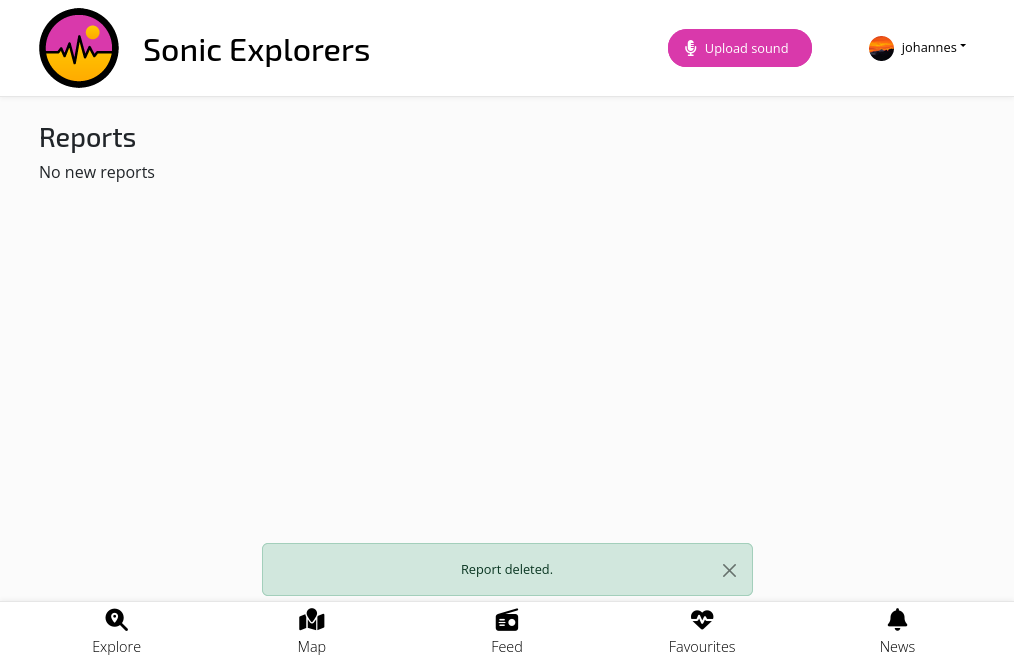 Sonic Explorers
Upload sound
johannes
Reports
No new reports
Report deleted.
Explore
Map
Feed
Favourites
News